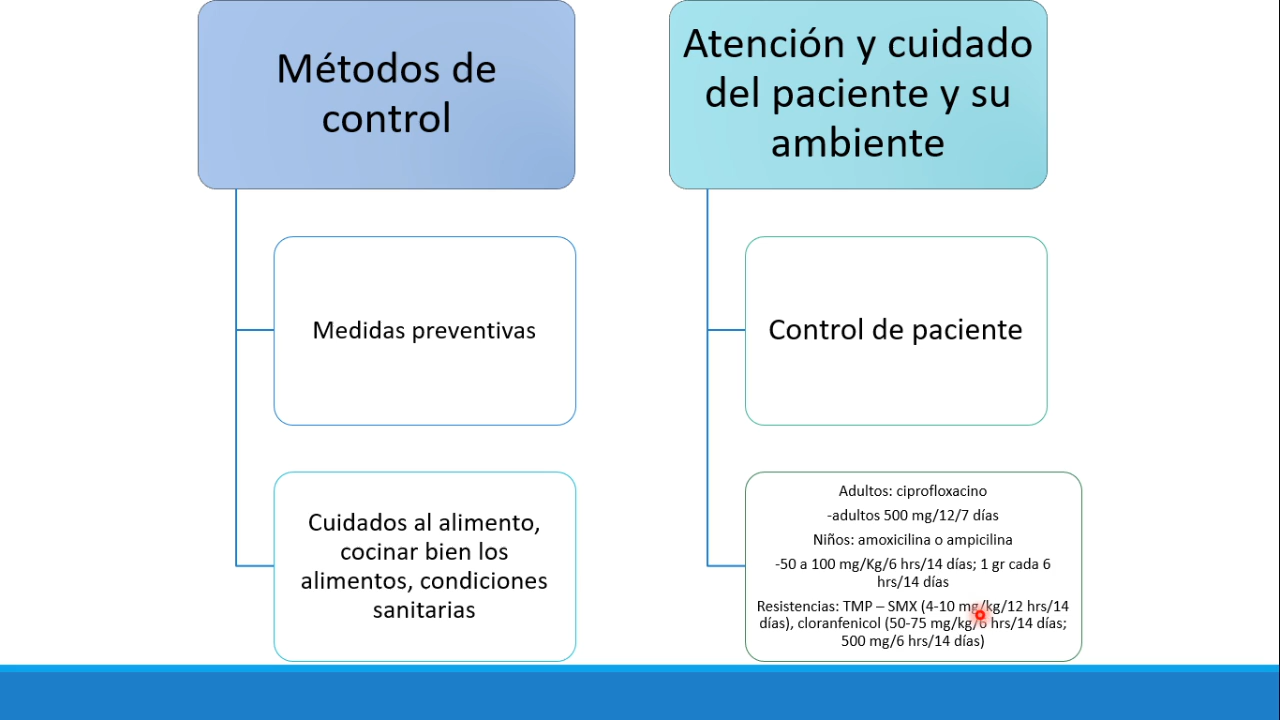 Métodos de
control
Medidas preventivas
Cuidados al alimento,
cocinar bien los
alimentos, condiciones
sanitarias
Atención y cuidado
del paciente y su
ambiente
Control de paciente
Adultos: ciprofloxacino
-adultos 500 mg/12/7 días
Niños: amoxicilina o ampicilina
-50 a 100 mg/Kg/6 hrs/14 días; 1 gr cada 6
hrs/14 días
Resistencias: TMP – SMX (4-10 mg/kg/12 hrs/14
días), cloranfenicol (50-75 mg/kg/6 hrs/14 días;
500 mg/6 hrs/14 días)